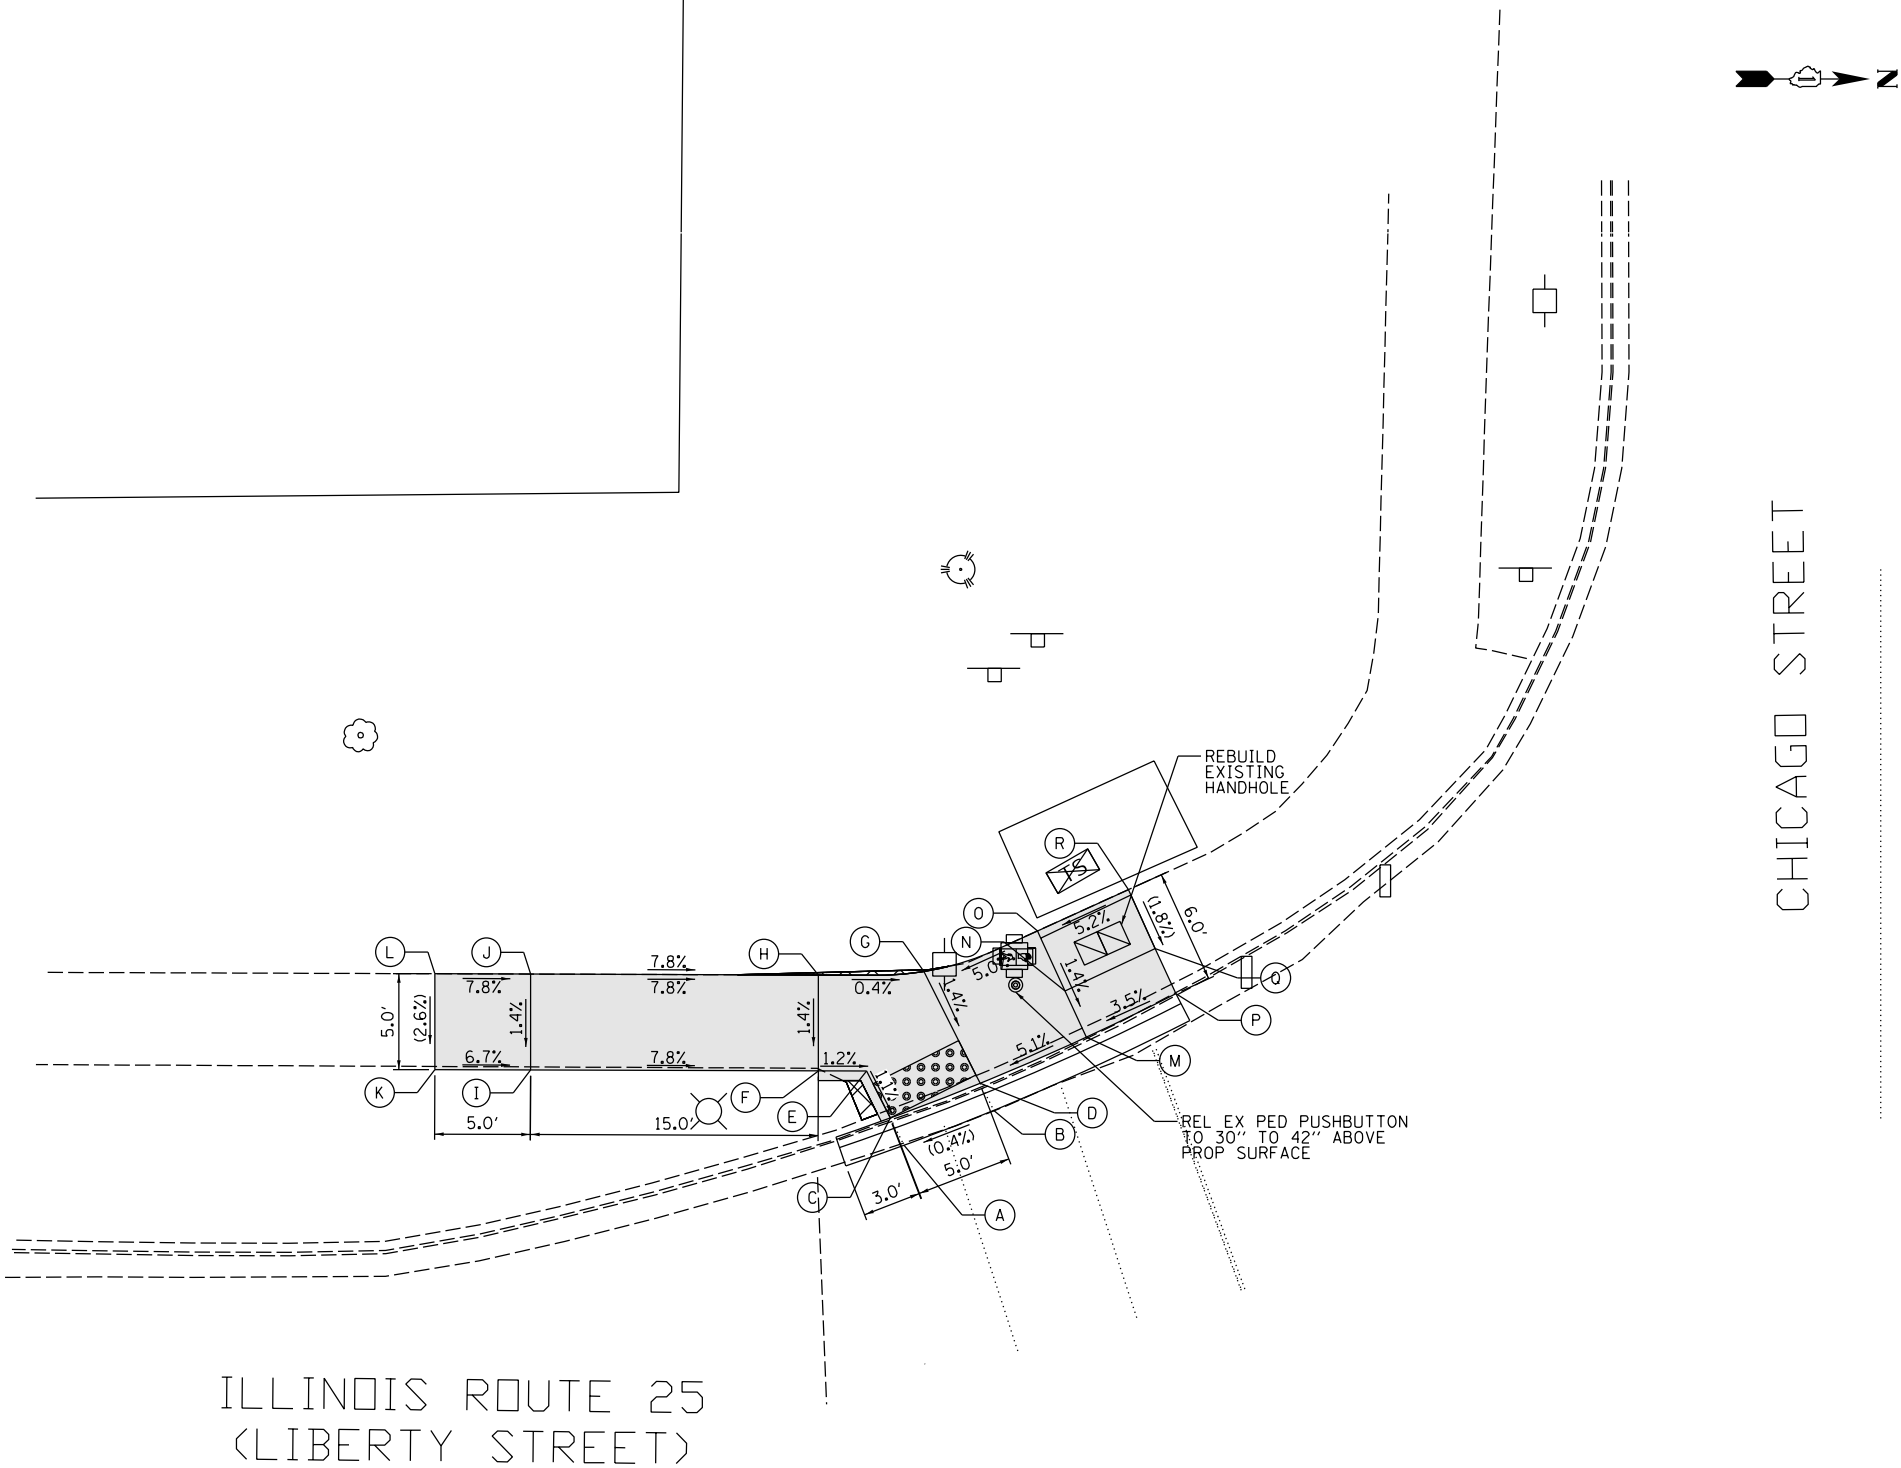 N
CHICAGO STREET
REBUILD
EXISTING
HANDHOLE
R
O
N
G
H
J
L
5.2%
(1.8%)
6.0'
7.8%
7.8%
7.8%
0.4%
5.0%
1.4%
1.4%
1.4%
1.4%
5.0'
(2.6%)
6.7%
7.8%
1.2%
5.1%
3.5%
Q
P
M
K
I
F
E
D
B
C
A
5.0'
15.0'
(0.4%)
5.0'
3.0'
REL EX PED PUSHBUTTON
TO 30" TO 42" ABOVE
PROP SURFACE
ILLINOIS ROUTE 25
(LIBERTY STREET)
TS